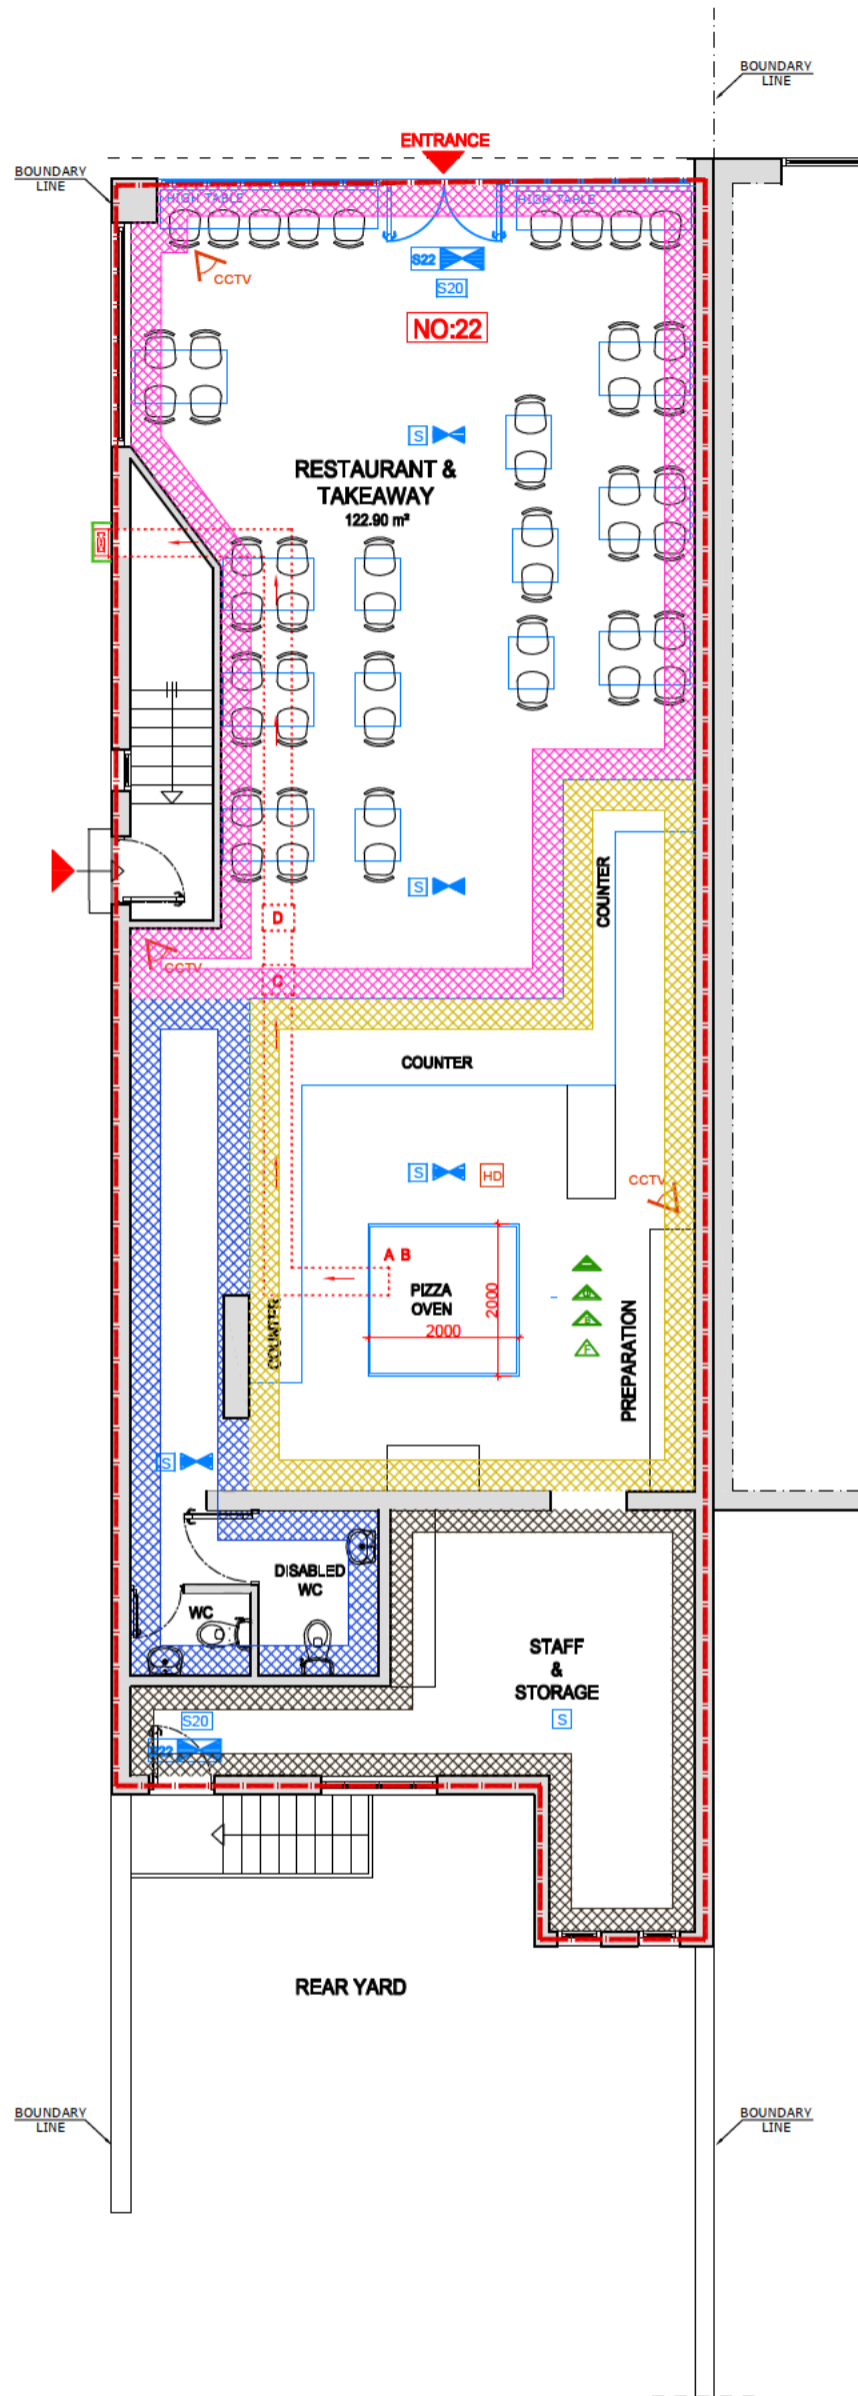 BOUNDARY
LINE
ENTRANCE
BOUNDARY
LINE
HIGH TABLE
HIGH TABLE
S22
CCTV
S20
NO:22
S
RESTAURANT &
TAKEAWAY
122.90 m²
S
COUNTER
D
CCTV
C
COUNTER
S
HD
CCTV
A B
PIZZA
OVEN
2000
2000
COUNTER
PREPARATION
F
S
DISABLED
WC
WC
STAFF
&
STORAGE
S20
S
S22
REAR YARD
BOUNDARY
LINE
BOUNDARY
LINE